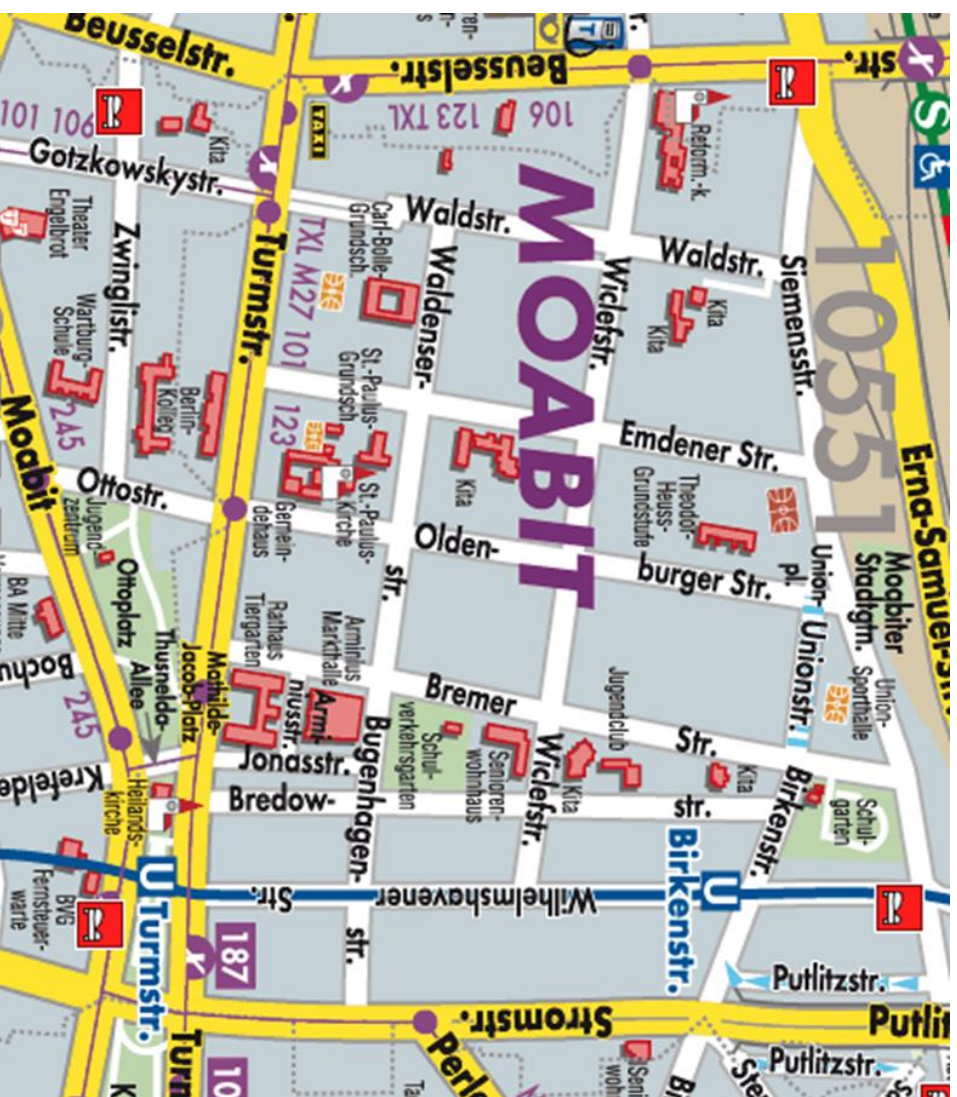 Beusselstr.
Beusselstr.
str.
101 106
106
123 TXL
TAXI
T
S
Kita
Gotzkowskystr.
Reform.-k.
Theater
Engelbrot
Zwinglistr.
Turmstr.
TXL M27 101
Carl-Bolle-
Grundsch.
Waldstr.
Waldstr.
MOABIT
10551
Siemensstr.
Wiclefstr.
Waldenser-
str.
Kita
Kita
Wartburg-
Schule
245
Berlin-
Kolleg
St.-Paulus-
Grundsch.
123
Moabit
Ottostr.
Jugend-
zentrum
Gemein-
dehaus
St.-Paulus-
Kirche
Kita
Emdener Str.
Theodor-
Heuss-
Grundstufe
Erna-Samuel-Str.
Olden-
burger Str.
Union-
pl.
Moabiter
Stadtgtn.
BA Mitte
Ottoplatz
Thusnelda-
Allee
Mathilde-
Jacob-Platz
Rathaus
Tiergarten
Arminius
Markthalle
Armi-
niusstr.
Unionstr.
Union-
Sporthalle
245
Bremer
Str.
Jugendclub
Jonasstr.
Bugenhagen-
str.
Schul-
verkehrsgarten
Senioren-
wohnhaus
Wiclefstr.
Kita
Kita
Birkenstr.
Schul-
garten
Heilands-
kirche
Bredow-
str.
Wilhelmshavener
Str.
BVG
Fernsteuer-
warte
U Turmstr.
187
U
Birkenstr.
Putlitzstr.
Stromstr.
Putlitzstr.